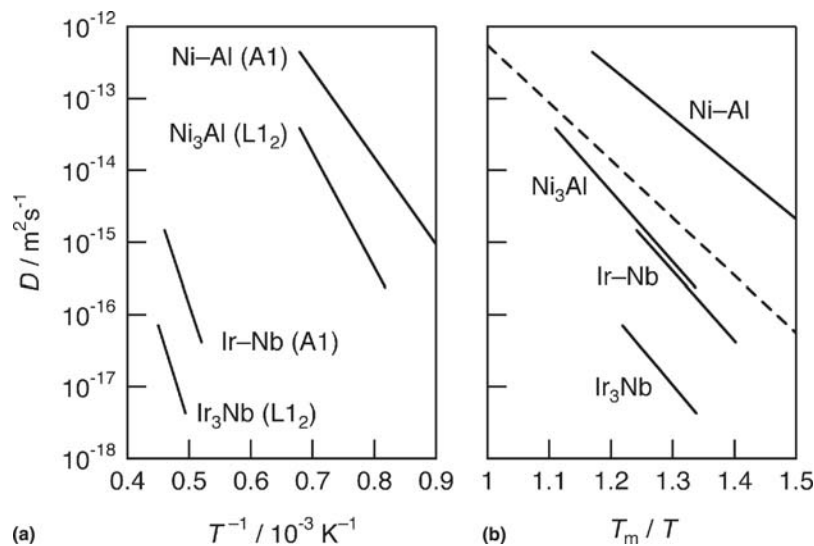 10⁻¹²
10⁻¹³
10⁻¹⁴
10⁻¹⁵
10⁻¹⁶
10⁻¹⁷
10⁻¹⁸
D / m²s⁻¹
Ni–Al (A1)
Ni₃Al (L1₂)
Ir–Nb (A1)
Ir₃Nb (L1₂)
0.4 0.5 0.6 0.7 0.8 0.9
(a) T⁻¹ / 10⁻³ K⁻¹
Ni–Al
Ni₃Al
Ir–Nb
Ir₃Nb
1 1.1 1.2 1.3 1.4 1.5
(b) Tₘ / T